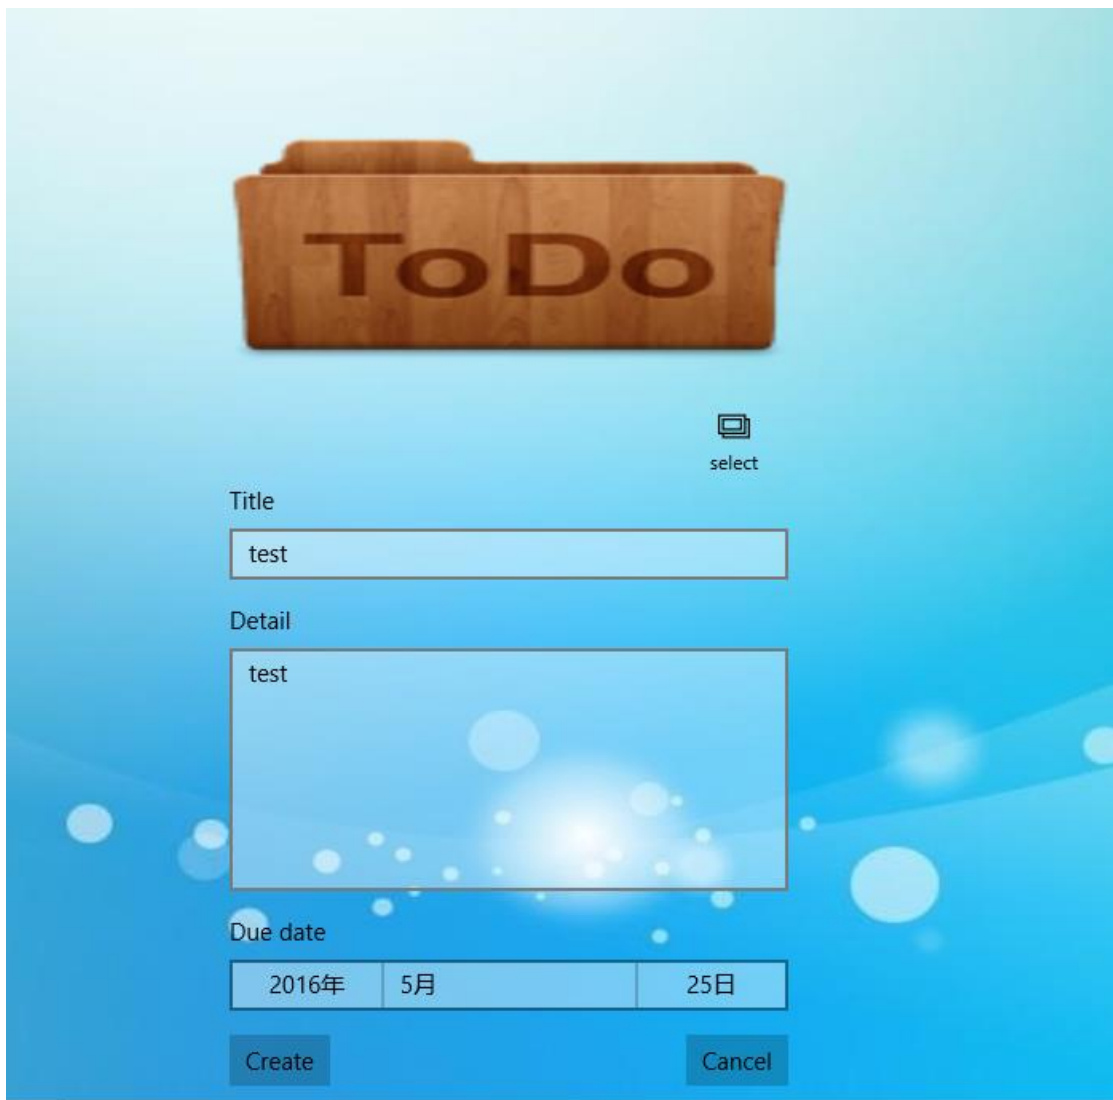 ToDo
select
Title
test
Detail
test
Due date
2016年 5月 25日
Create Cancel